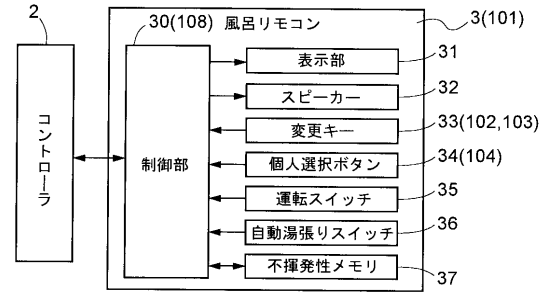 2
30(108) 風呂リモコン
3(101)
コントローラ
制御部
表示部
31
スピーカー
32
変更キー
33(102,103)
個人選択ボタン
34(104)
運転スイッチ
35
自動湯張りスイッチ
36
不揮発性メモリ
37